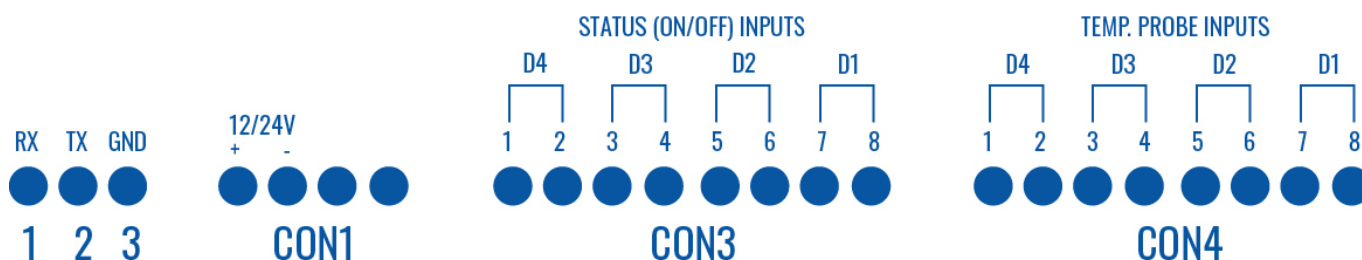 STATUS (ON/OFF) INPUTS
TEMP. PROBE INPUTS
D4 D3 D2 D1
D4 D3 D2 D1
12/24V
RX TX GND
+ -
1 2 3 4 5 6 7 8
1 2 3 4 5 6 7 8
1 2 3
CON1
CON3
CON4